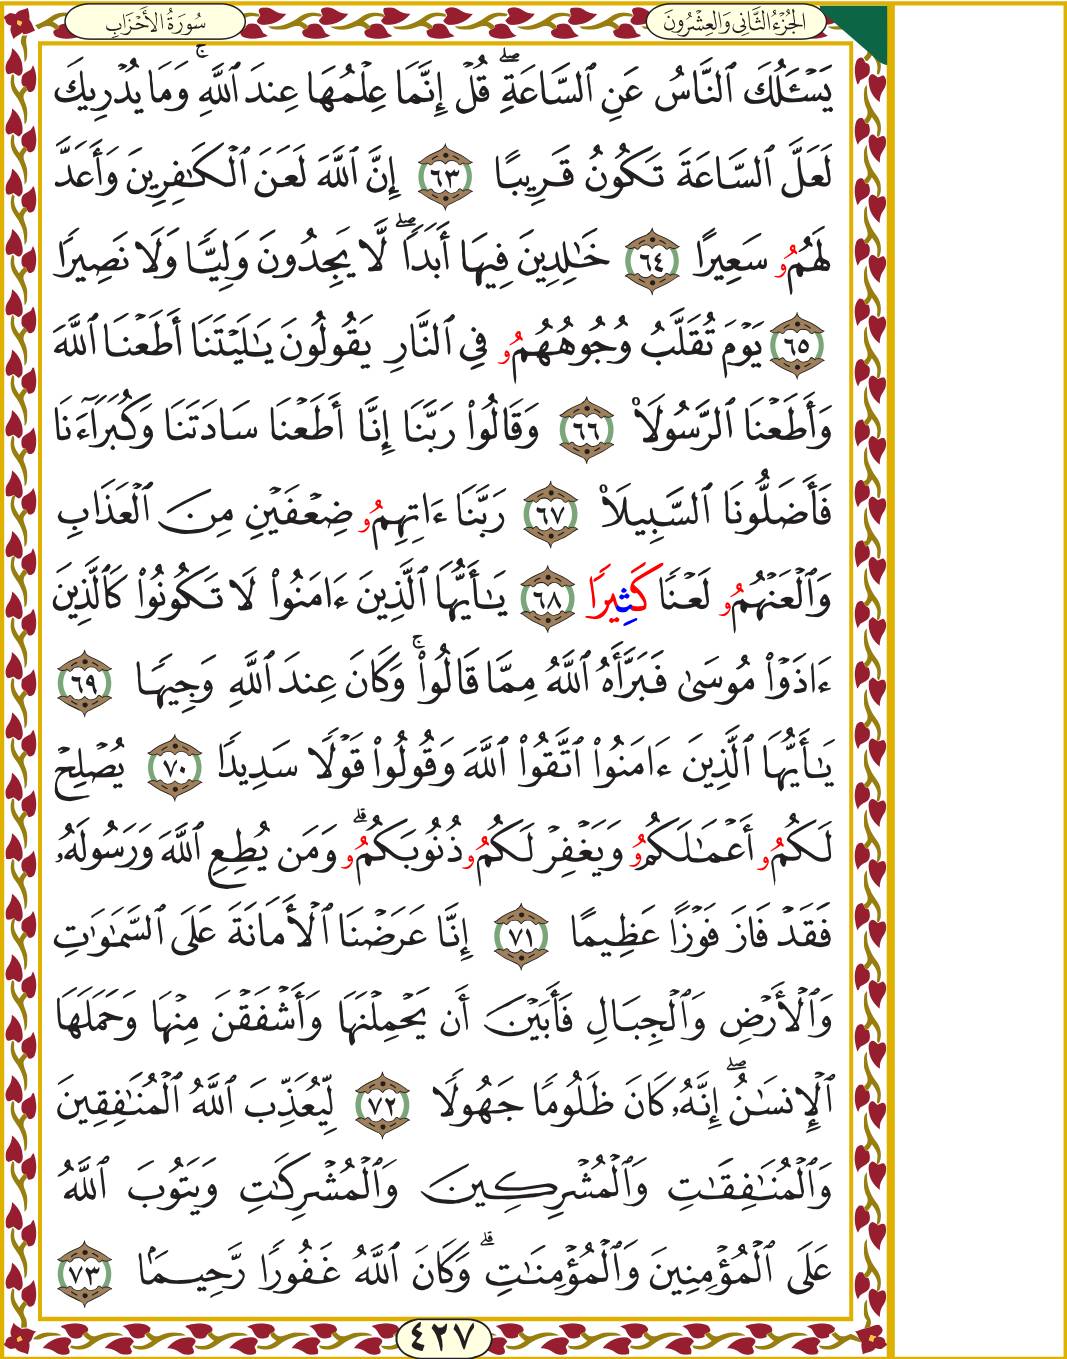 الجُزْءُ الثَّانِي وَالعِشْرُونَ
سُورَةُ الأَحْزَابِ
يَسْـَٔلُكَ ٱلنَّاسُ عَنِ ٱلسَّاعَةِۖ قُلْ إِنَّمَا عِلْمُهَا عِندَ ٱللَّهِۚ وَمَا يُدْرِيكَ
لَعَلَّ ٱلسَّاعَةَ تَكُونُ قَرِيبًا ٦٣ إِنَّ ٱللَّهَ لَعَنَ ٱلْكَٰفِرِينَ وَأَعَدَّ
لَهُمُۥ سَعِيرًا ٦٤ خَٰلِدِينَ فِيهَا أَبَدًاۖ لَّا يَجِدُونَ وَلِيًّا وَلَا نَصِيرًا
٦٥ يَوْمَ تُقَلَّبُ وُجُوهُهُمُۥ فِي ٱلنَّارِ يَقُولُونَ يَٰلَيْتَنَا أَطَعْنَا ٱللَّهَ
وَأَطَعْنَا ٱلرَّسُولَا۠ ٦٦ وَقَالُوا۟ رَبَّنَا إِنَّا أَطَعْنَا سَادَتَنَا وَكُبَرَآءَنَا
فَأَضَلُّونَا ٱلسَّبِيلَا۠ ٦٧ رَبَّنَا ءَاتِهِمُۥ ضِعْفَيْنِ مِنَ ٱلْعَذَابِ
وَٱلْعَنْهُمُۥ لَعْنًا كَثِيرًا ٦٨ يَٰأَيُّهَا ٱلَّذِينَ ءَامَنُوا۟ لَا تَكُونُوا۟ كَٱلَّذِينَ
ءَاذَوْا۟ مُوسَىٰ فَبَرَّأَهُ ٱللَّهُ مِمَّا قَالُوا۟ۚ وَكَانَ عِندَ ٱللَّهِ وَجِيهًا ٦٩
يَٰأَيُّهَا ٱلَّذِينَ ءَامَنُوا۟ ٱتَّقُوا۟ ٱللَّهَ وَقُولُوا۟ قَوْلًا سَدِيدًا ٧٠ يُصْلِحْ
لَكُمُۥ أَعْمَٰلَكُمُۥ وَيَغْفِرْ لَكُمُۥ ذُنُوبَكُمُۥۗ وَمَن يُطِعِ ٱللَّهَ وَرَسُولَهُۥ
فَقَدْ فَازَ فَوْزًا عَظِيمًا ٧١ إِنَّا عَرَضْنَا ٱلْأَمَانَةَ عَلَى ٱلسَّمَٰوَٰتِ
وَٱلْأَرْضِ وَٱلْجِبَالِ فَأَبَيْنَ أَن يَحْمِلْنَهَا وَأَشْفَقْنَ مِنْهَا وَحَمَلَهَا
ٱلْإِنسَٰنُۖ إِنَّهُۥ كَانَ ظَلُومًا جَهُولًا ٧٢ لِّيُعَذِّبَ ٱللَّهُ ٱلْمُنَٰفِقِينَ
وَٱلْمُنَٰفِقَٰتِ وَٱلْمُشْرِكِينَ وَٱلْمُشْرِكَٰتِ وَيَتُوبَ ٱللَّهُ
عَلَى ٱلْمُؤْمِنِينَ وَٱلْمُؤْمِنَٰتِۗ وَكَانَ ٱللَّهُ غَفُورًا رَّحِيمًۢا ٧٣
٤٢٧